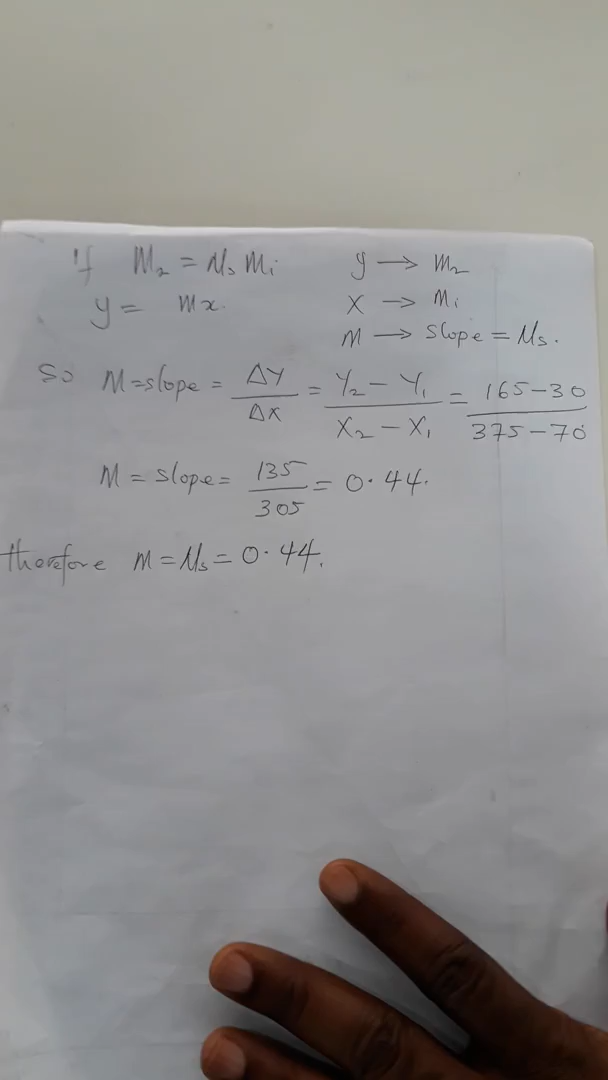 If M₂ = μs m₁ y → m₂
y = mx. x → m₁
M → slope = μs.
So M = slope = ΔY/ΔX = Y₂ − Y₁/X₂ − X₁ = 165 − 30/375 − 70
M = slope = 135/305 = 0.44.
therefore M = μs = 0.44.